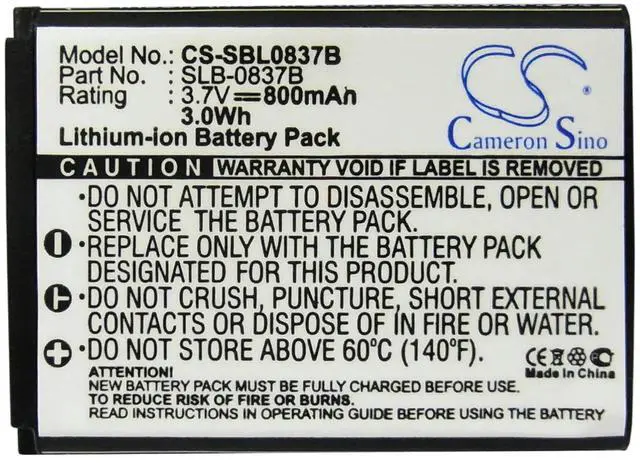 Model No.: CS-SBL0837B
Part No.: SLB-0837B
Rating : 3.7V 800mAh
3.0Wh
Lithium-ion Battery Pack
CS
Cameron Sino
CAUTION WARRANTY VOID IF LABEL IS REMOVED
·DO NOT ATTEMPT TO DISASSEMBLE, OPEN OR
SERVICE THE BATTERY PACK.
·REPLACE ONLY WITH THE BATTERY PACK
DESIGNATED FOR THIS EQUIPMENT.
·DO NOT CRUSH, PUNCTURE, SHORT EXTERNAL
CONTACTS OR DISPOSE OF IN FIRE OR WATER.
·DO NOT STORE ABOVE 60°C (140°F).
CE
Made In China
ATTENTION!
NEW BATTERY PACK MUST BE FULLY CHARGED BEFORE USE
TO REDUCE RISK OF FIRE OR BURNS.
INSTRUCTION IN OPERATING GUIDE BEFORE USING BATTERY